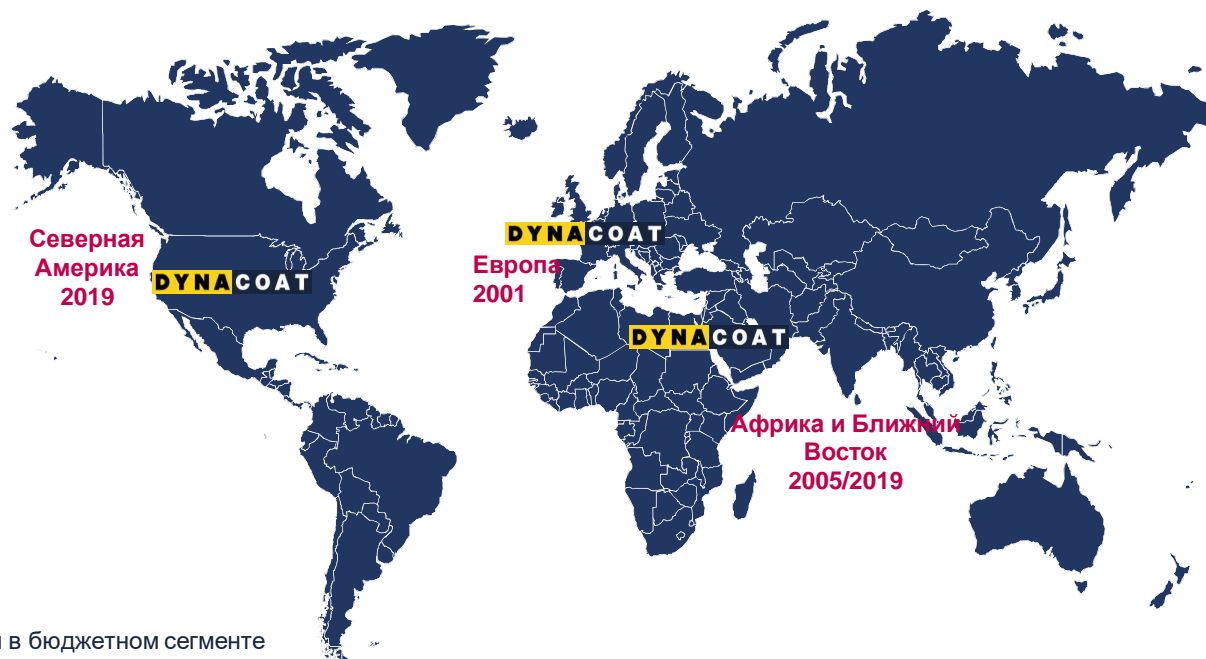 DYNACOAT
Северная
Америка
2019
DYNACOAT
Европа
2001
DYNACOAT
Африка и Ближний
Восток
2005/2019
в бюджетном сегменте